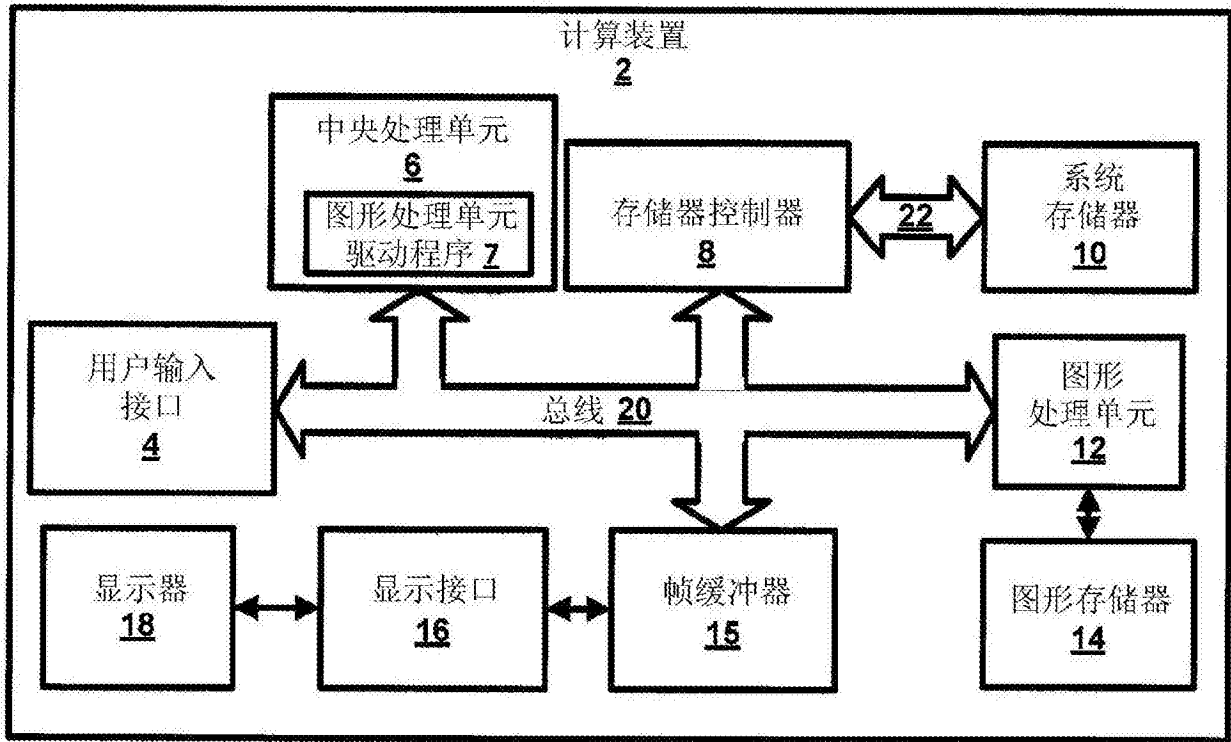 计算装置
2
中央处理单元
6
图形处理单元
驱动程序 7
存储器控制器
8
22
系统
存储器
10
用户输入
接口
4
总线 20
图形
处理单元
12
显示器
18
显示接口
16
帧缓冲器
15
图形存储器
14